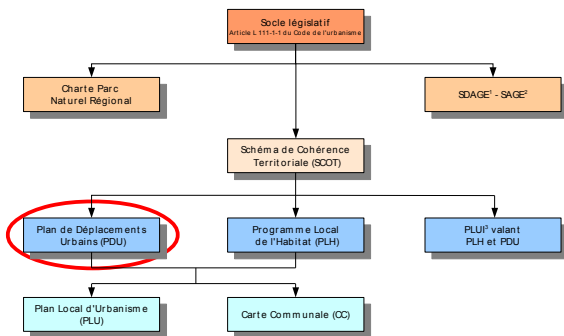 Socle législatif
Article L 111-1-1 du Code de l'urbanisme
Charte Parc
Naturel Régional
SDAGE¹ - SAGE²
Schéma de Cohérence
Territoriale (SCOT)
Plan de Déplacements
Urbains (PDU)
Programme Local
de l'Habitat (PLH)
PLUI³ valant
PLH et PDU
Plan Local d'Urbanisme
(PLU)
Carte Communale (CC)